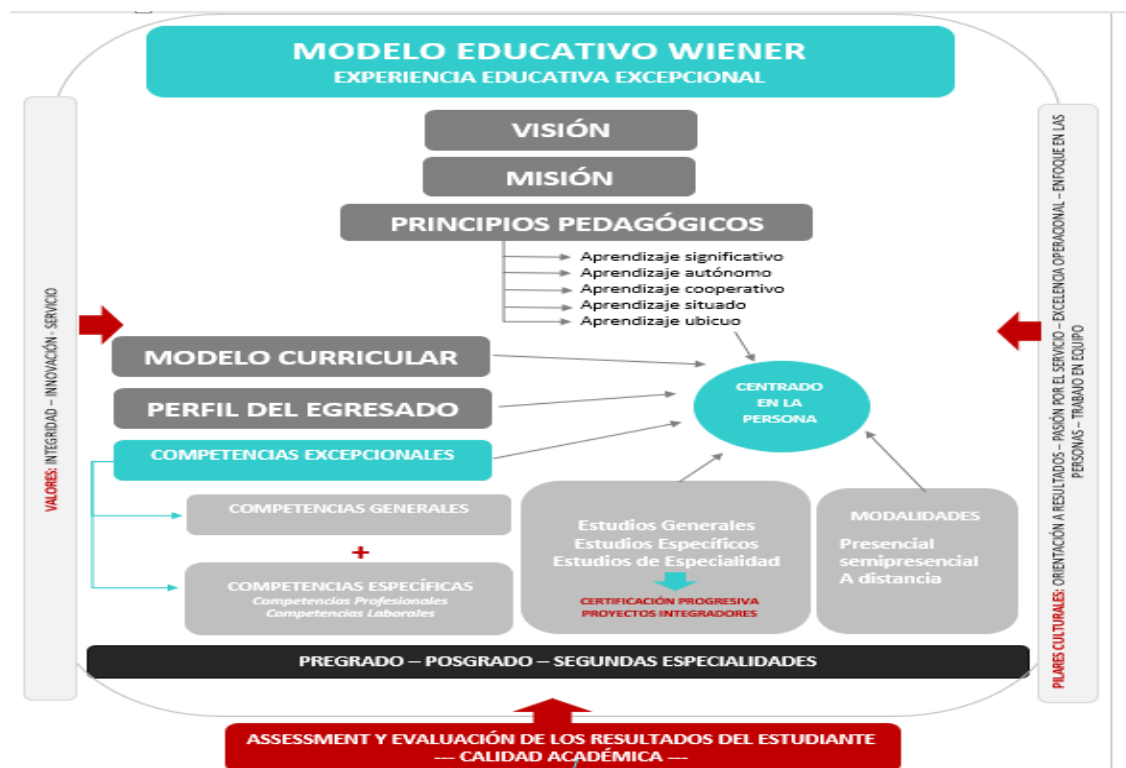 MODELO EDUCATIVO WIENER
EXPERIENCIA EDUCATIVA EXCEPCIONAL
VISIÓN
MISIÓN
PRINCIPIOS PEDAGÓGICOS
Aprendizaje significativo
Aprendizaje autónomo
Aprendizaje cooperativo
Aprendizaje situado
Aprendizaje ubicuo
VALORES: INTEGRIDAD – INNOVACIÓN - SERVICIO
PILARES CULTURALES: ORIENTACIÓN A RESULTADOS – PASIÓN POR EL SERVICIO – EXCELENCIA OPERACIONAL – ENFOQUE EN LAS
PERSONAS – TRABAJO EN EQUIPO
MODELO CURRICULAR
PERFIL DEL EGRESADO
COMPETENCIAS EXCEPCIONALES
CENTRADO
EN LA
PERSONA
COMPETENCIAS GENERALES
+
COMPETENCIAS ESPECÍFICAS
Competencias Profesionales
Competencias Laborales
Estudios Generales
Estudios Específicos
Estudios de Especialidad
CERTIFICACIÓN PROGRESIVA
PROYECTOS INTEGRADORES
MODALIDADES
Presencial
semipresencial
A distancia
PREGRADO – POSGRADO – SEGUNDAS ESPECIALIDADES
ASSESSMENT Y EVALUACIÓN DE LOS RESULTADOS DEL ESTUDIANTE
--- CALIDAD ACADÉMICA ---